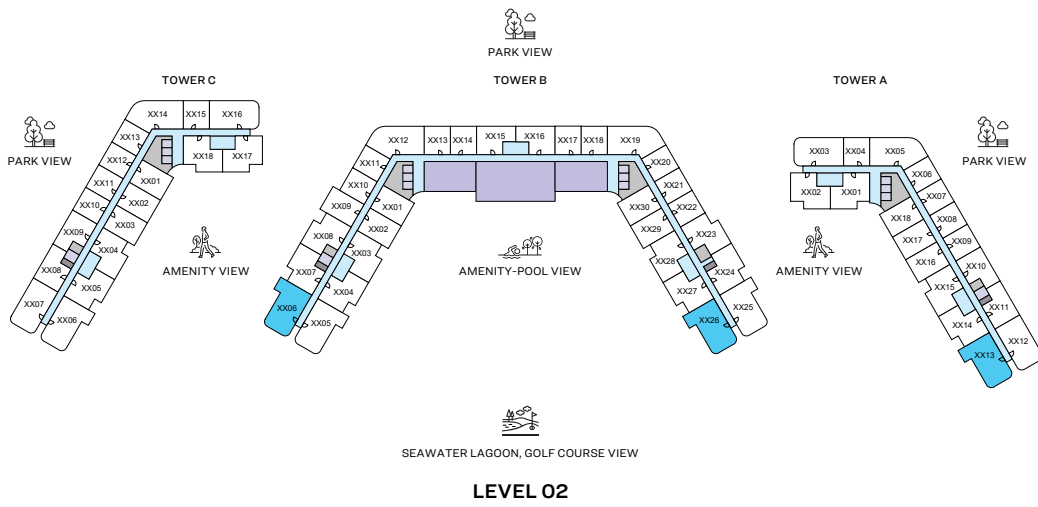 PARK VIEW
TOWER C
TOWER B
TOWER A
PARK VIEW
PARK VIEW
XX14
XX15
XX16
XX13
XX12
XX11
XX10
XX09
XX08
XX07
XX18
XX17
XX01
XX02
XX03
XX04
XX05
XX06
AMENITY VIEW
XX12
XX13
XX14
XX15
XX16
XX17
XX18
XX19
XX11
XX10
XX09
XX08
XX07
XX06
XX01
XX02
XX03
XX04
XX05
XX20
XX21
XX22
XX23
XX24
XX25
XX30
XX29
XX28
XX27
XX26
AMENITY-POOL VIEW
XX03
XX04
XX05
XX02
XX01
XX06
XX07
XX08
XX09
XX10
XX11
XX12
XX18
XX17
XX16
XX15
XX14
XX13
AMENITY VIEW
SEAWATER LAGOON, GOLF COURSE VIEW
LEVEL 02